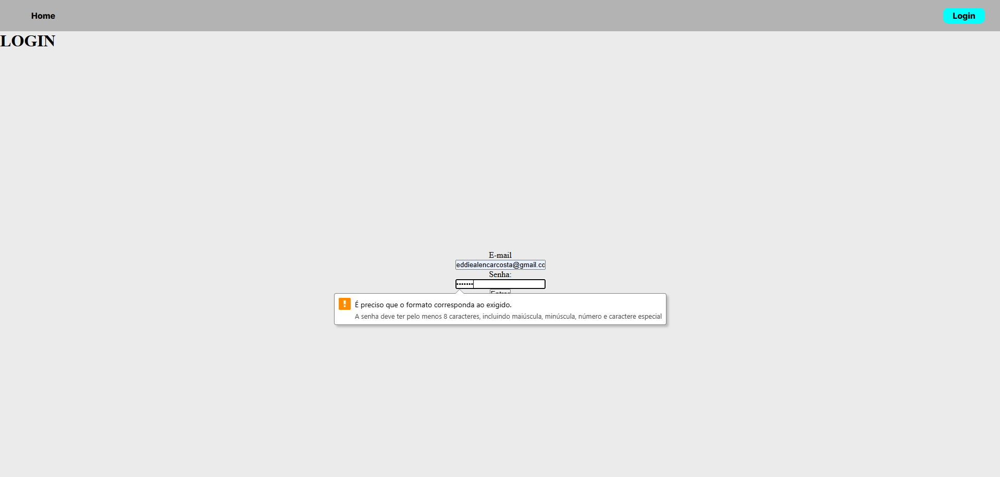 Home
Login
LOGIN
E-mail
eddiealencarcosta@gmail.co
Senha:
•••••••
É preciso que o formato corresponda ao exigido.
A senha deve ter pelo menos 8 caracteres, incluindo maiúscula, minúscula, número e caractere especial